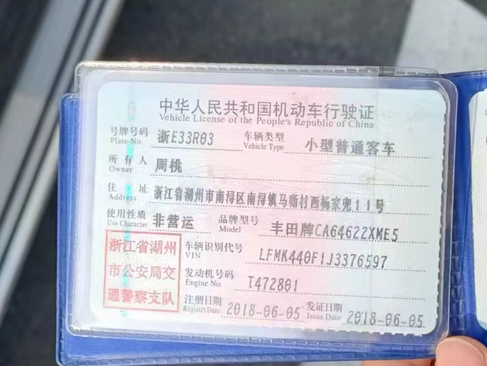 中华人民共和国机动车行驶证
Vehicle License of the People's Republic of China
号牌号码 Plate No. 浙E33R03 车辆类型 Vehicle Type 小型普通客车
所有人 Owner 周桃
住址 Address 浙江省湖州市南浔区南浔镇马嘶村西杨家兜11号
使用性质 Use Character 非营运 品牌型号 Model 丰田牌CA64622XME5
浙江省湖州
市公安局交
通警察支队
车辆识别代号 VIN LFMK440F1J3376597
发动机号码 Engine No. T472801
注册日期 Register Date 2018-06-05 发证日期 Issue Date 2018-06-05